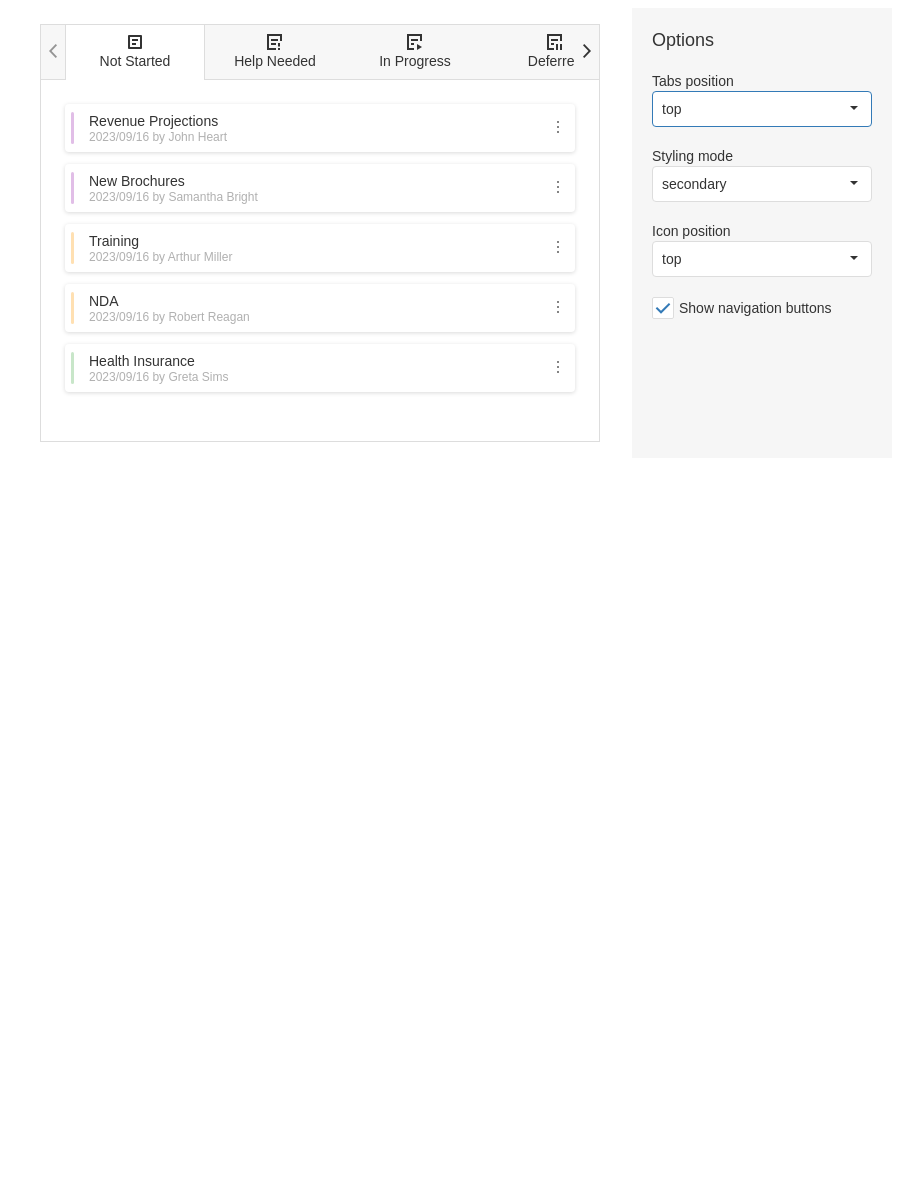 Not Started
Help Needed
In Progress
Deferre
Revenue Projections
2023/09/16 by John Heart
New Brochures
2023/09/16 by Samantha Bright
Training
2023/09/16 by Arthur Miller
NDA
2023/09/16 by Robert Reagan
Health Insurance
2023/09/16 by Greta Sims
Options
Tabs position
top
Styling mode
secondary
Icon position
top
Show navigation buttons